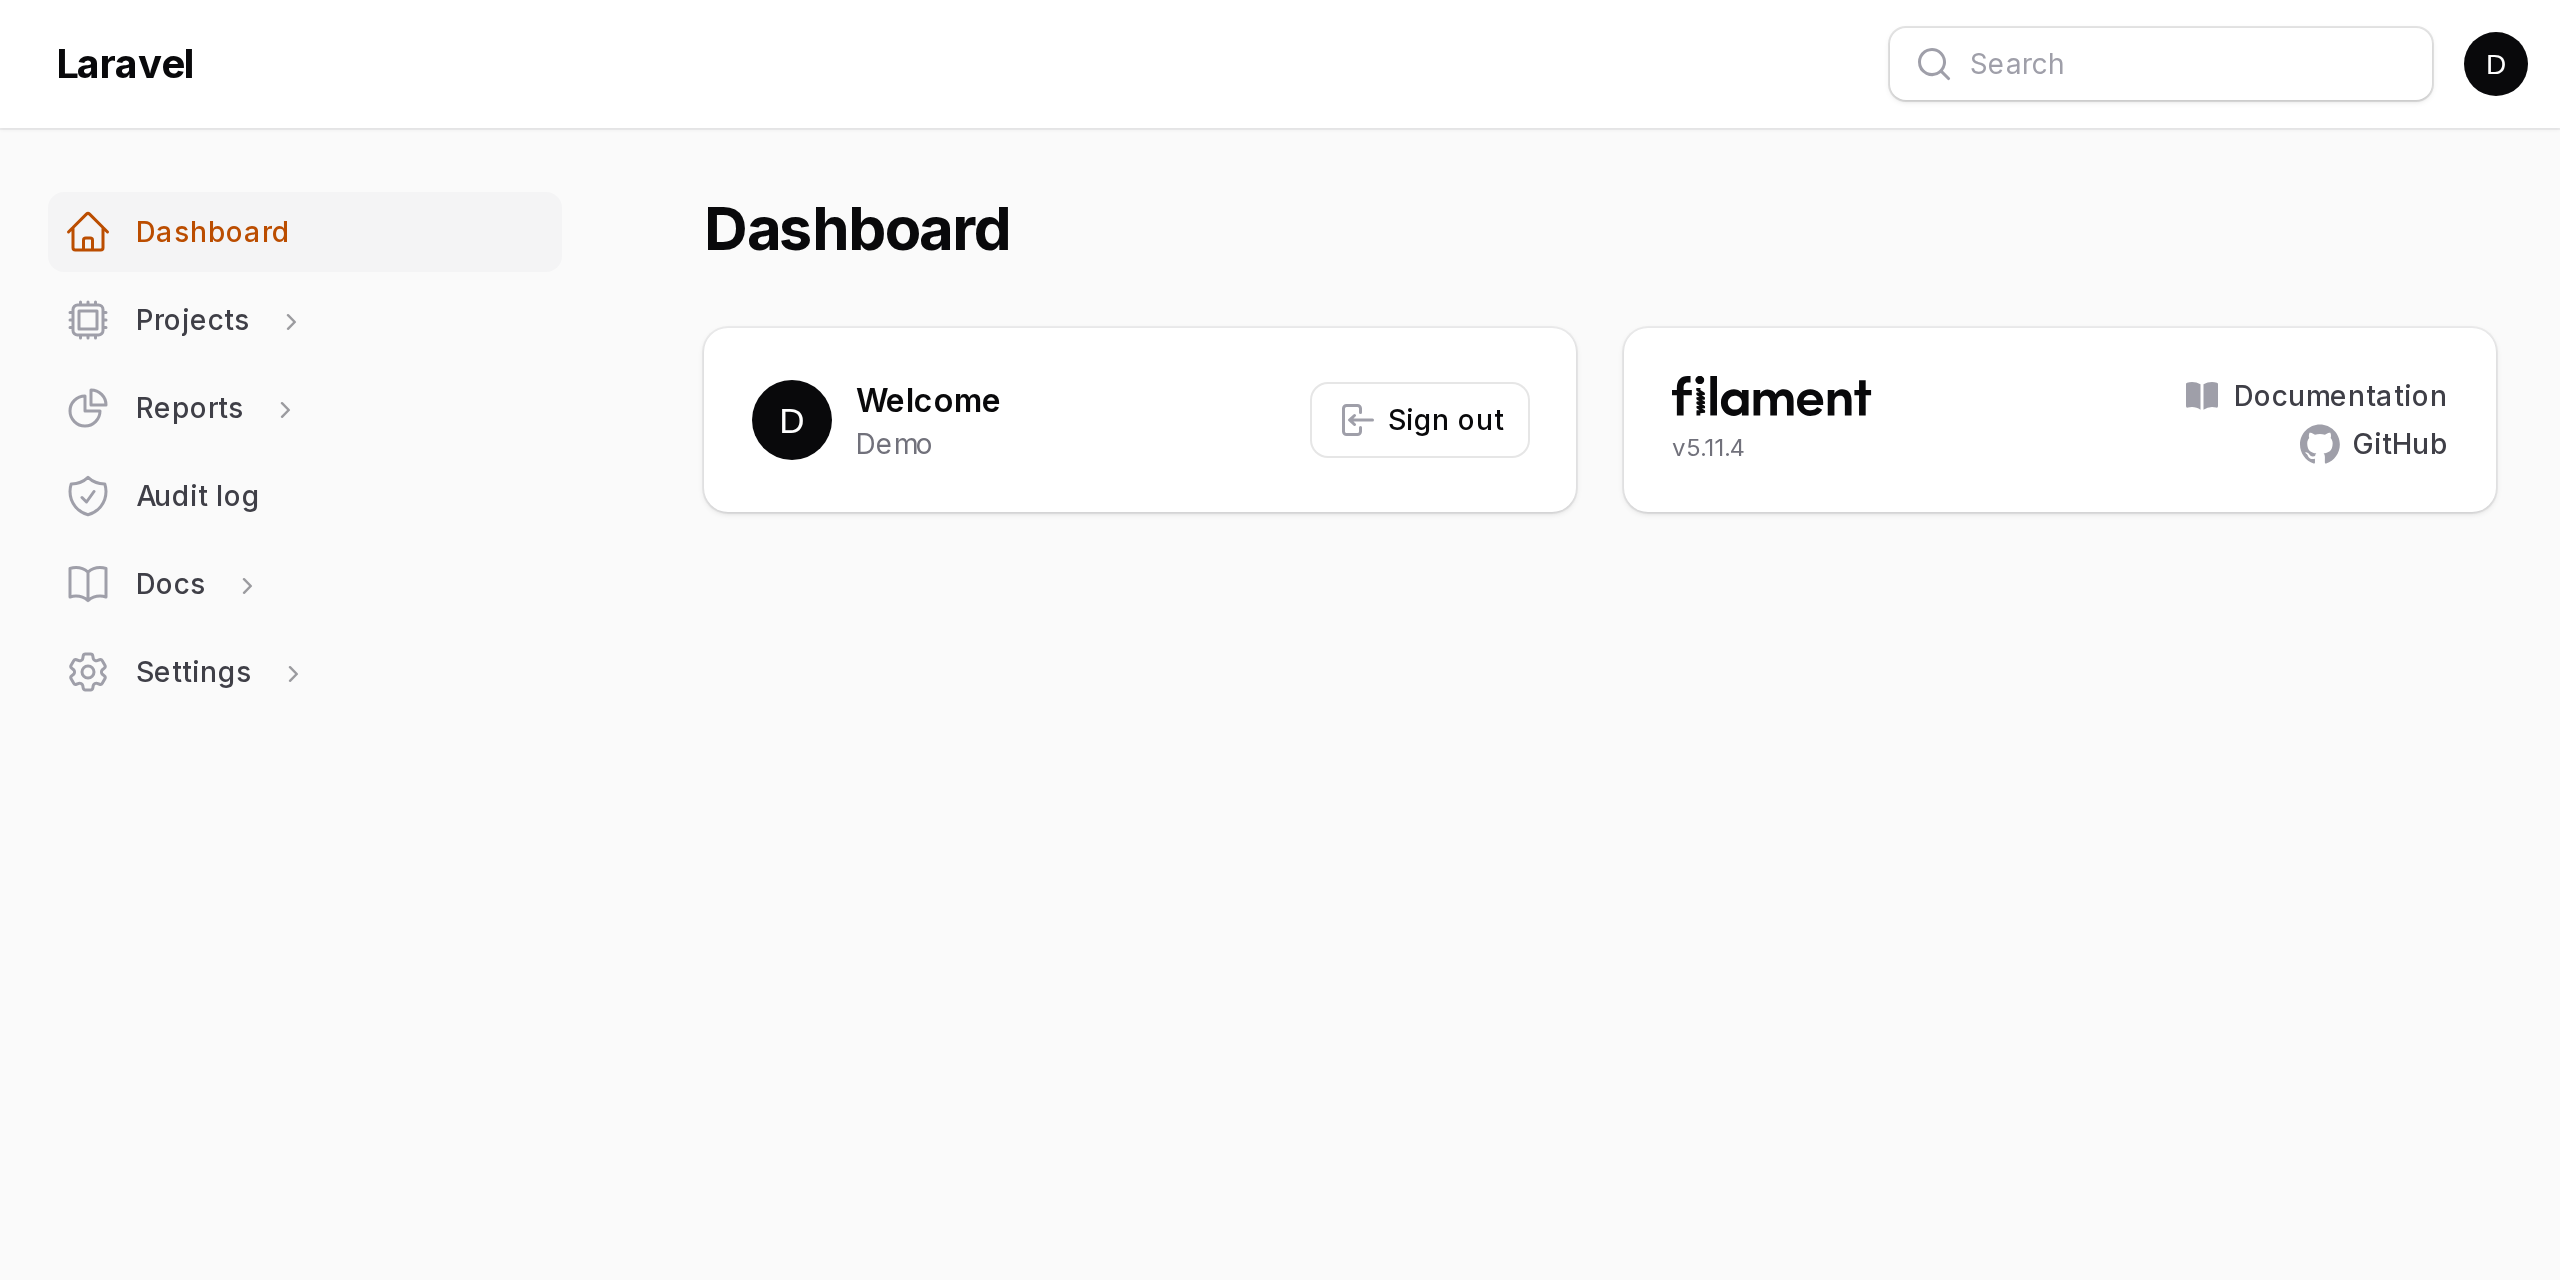 Laravel
Search
D
Dashboard
Projects
Reports
Audit log
Docs
Settings
Dashboard
D
Welcome
Demo
Sign out
filament
v5.11.4
Documentation
GitHub